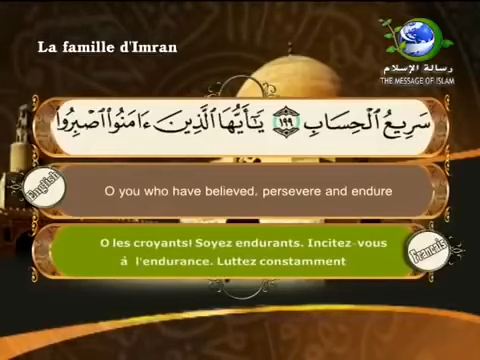 La famille d'Imran
رسالة الإسلام
THE MESSAGE OF ISLAM
سَرِيعُ ٱلْحِسَابِ ١٩٩ يَٰٓأَيُّهَا ٱلَّذِينَ ءَامَنُوا۟ ٱصْبِرُوا۟
English
O you who have believed, persevere and endure
O les croyants! Soyez endurants. Incitez-vous
á l'endurance. Luttez constamment
Francais